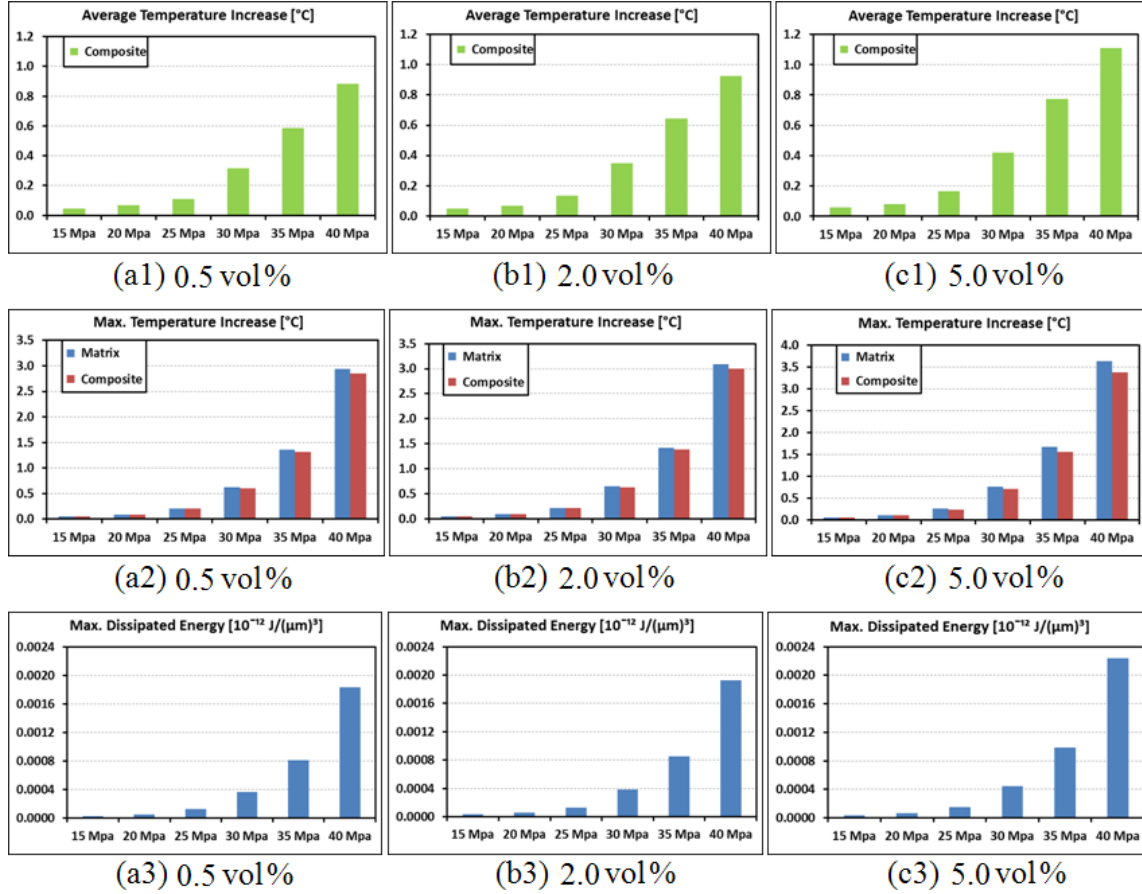 Average Temperature Increase [°C]
1.2
1.0
0.8
0.6
0.4
0.2
0.0
Composite
15 Mpa 20 Mpa 25 Mpa 30 Mpa 35 Mpa 40 Mpa
(a1) 0.5 vol%
Average Temperature Increase [°C]
1.2
1.0
0.8
0.6
0.4
0.2
0.0
Composite
15 Mpa 20 Mpa 25 Mpa 30 Mpa 35 Mpa 40 Mpa
(b1) 2.0 vol%
Average Temperature Increase [°C]
1.2
1.0
0.8
0.6
0.4
0.2
0.0
Composite
15 Mpa 20 Mpa 25 Mpa 30 Mpa 35 Mpa 40 Mpa
(c1) 5.0 vol%
Max. Temperature Increase [°C]
3.5
3.0
2.5
2.0
1.5
1.0
0.5
0.0
Matrix
Composite
15 Mpa 20 Mpa 25 Mpa 30 Mpa 35 Mpa 40 Mpa
(a2) 0.5 vol%
Max. Temperature Increase [°C]
3.5
3.0
2.5
2.0
1.5
1.0
0.5
0.0
Matrix
Composite
15 Mpa 20 Mpa 25 Mpa 30 Mpa 35 Mpa 40 Mpa
(b2) 2.0 vol%
Max. Temperature Increase [°C]
4.0
3.5
3.0
2.5
2.0
1.5
1.0
0.5
0.0
Matrix
Composite
15 Mpa 20 Mpa 25 Mpa 30 Mpa 35 Mpa 40 Mpa
(c2) 5.0 vol%
Max. Dissipated Energy [10⁻¹² J/(µm)³]
0.0024
0.0020
0.0016
0.0012
0.0008
0.0004
0.0000
15 Mpa 20 Mpa 25 Mpa 30 Mpa 35 Mpa 40 Mpa
(a3) 0.5 vol%
Max. Dissipated Energy [10⁻¹² J/(µm)³]
0.0024
0.0020
0.0016
0.0012
0.0008
0.0004
0.0000
15 Mpa 20 Mpa 25 Mpa 30 Mpa 35 Mpa 40 Mpa
(b3) 2.0 vol%
Max. Dissipated Energy [10⁻¹² J/(µm)³]
0.0024
0.0020
0.0016
0.0012
0.0008
0.0004
0.0000
15 Mpa 20 Mpa 25 Mpa 30 Mpa 35 Mpa 40 Mpa
(c3) 5.0 vol%